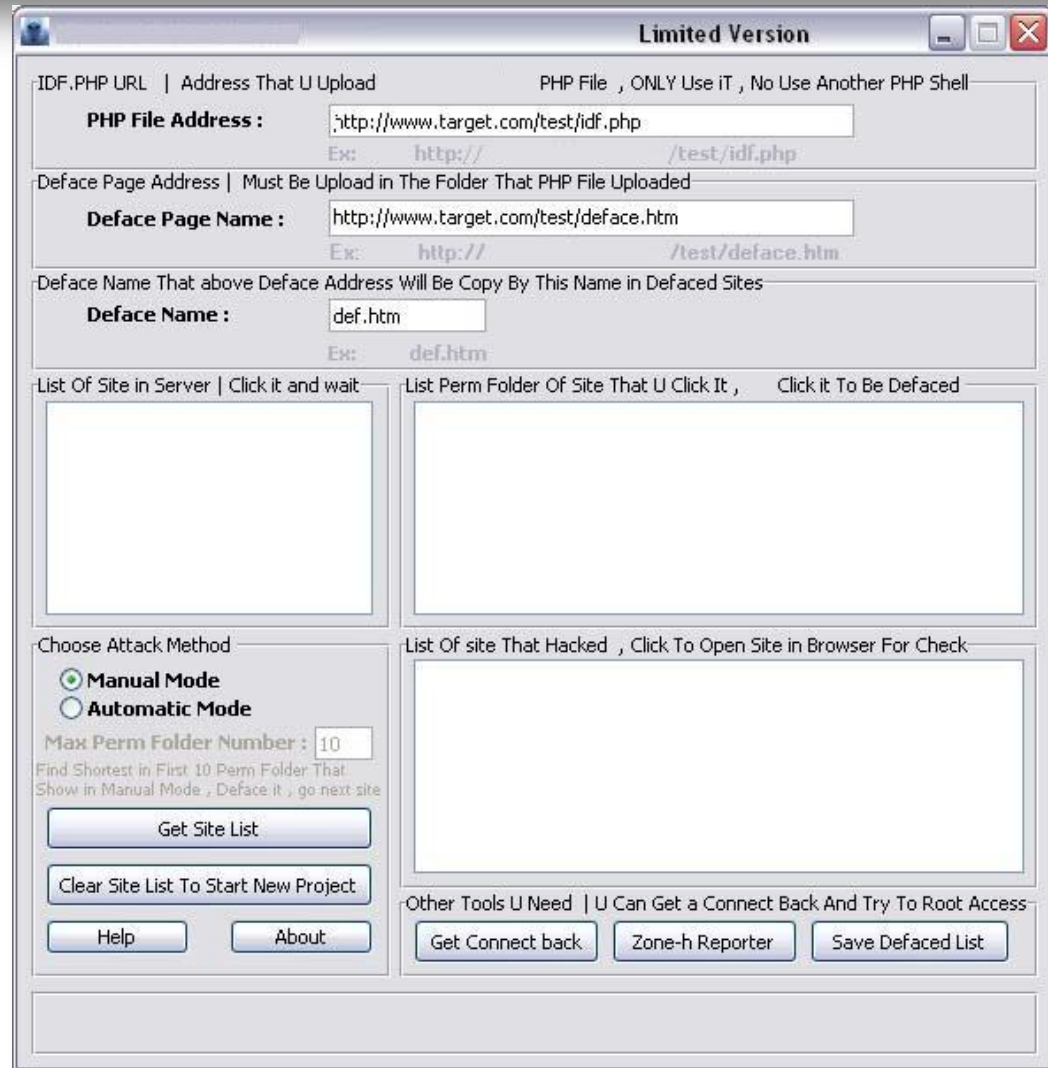 Limited Version
IDF.PHP URL | Address That U Upload PHP File , ONLY Use iT , No Use Another PHP Shell
PHP File Address : http://www.target.com/test/idf.php
Ex: http:// /test/idf.php
Deface Page Address | Must Be Upload in The Folder That PHP File Uploaded
Deface Page Name : http://www.target.com/test/deface.htm
Ex: http:// /test/deface.htm
Deface Name That above Deface Address Will Be Copy By This Name in Defaced Sites
Deface Name : def.htm
Ex: def.htm
List Of Site in Server | Click it and wait
List Perm Folder Of Site That U Click It , Click it To Be Defaced
Choose Attack Method
Manual Mode
Automatic Mode
Max Perm Folder Number : 10
Find Shortest in First 10 Perm Folder That
Show in Manual Mode , Deface it , go next site
Get Site List
Clear Site List To Start New Project
Help About
List Of site That Hacked , Click To Open Site in Browser For Check
Other Tools U Need | U Can Get a Connect Back And Try To Root Access
Get Connect back Zone-h Reporter Save Defaced List